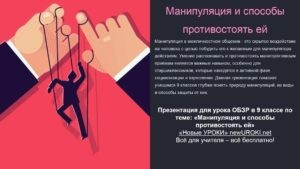 Манипуляция и способы
противостоять ей
Манипуляция в межличностном общении - это скрытое воздействие
на человека с целью побудить его к желаемым для манипулятора
действиям. Умение распознавать и противостоять манипулятивным
приёмам является важным навыком, особенно для
старшеклассников, которые находятся в активной фазе
социализации и взросления. Данная презентация поможет
учащимся 9 классов глубже понять природу манипуляций, их виды
и способы защиты от них.
Презентация для урока ОБЗР в 9 классе по
теме: «Манипуляция и способы
противостоять ей»
«Новые УРОКИ» newUROKI.net
Всё для учителя – всё бесплатно!